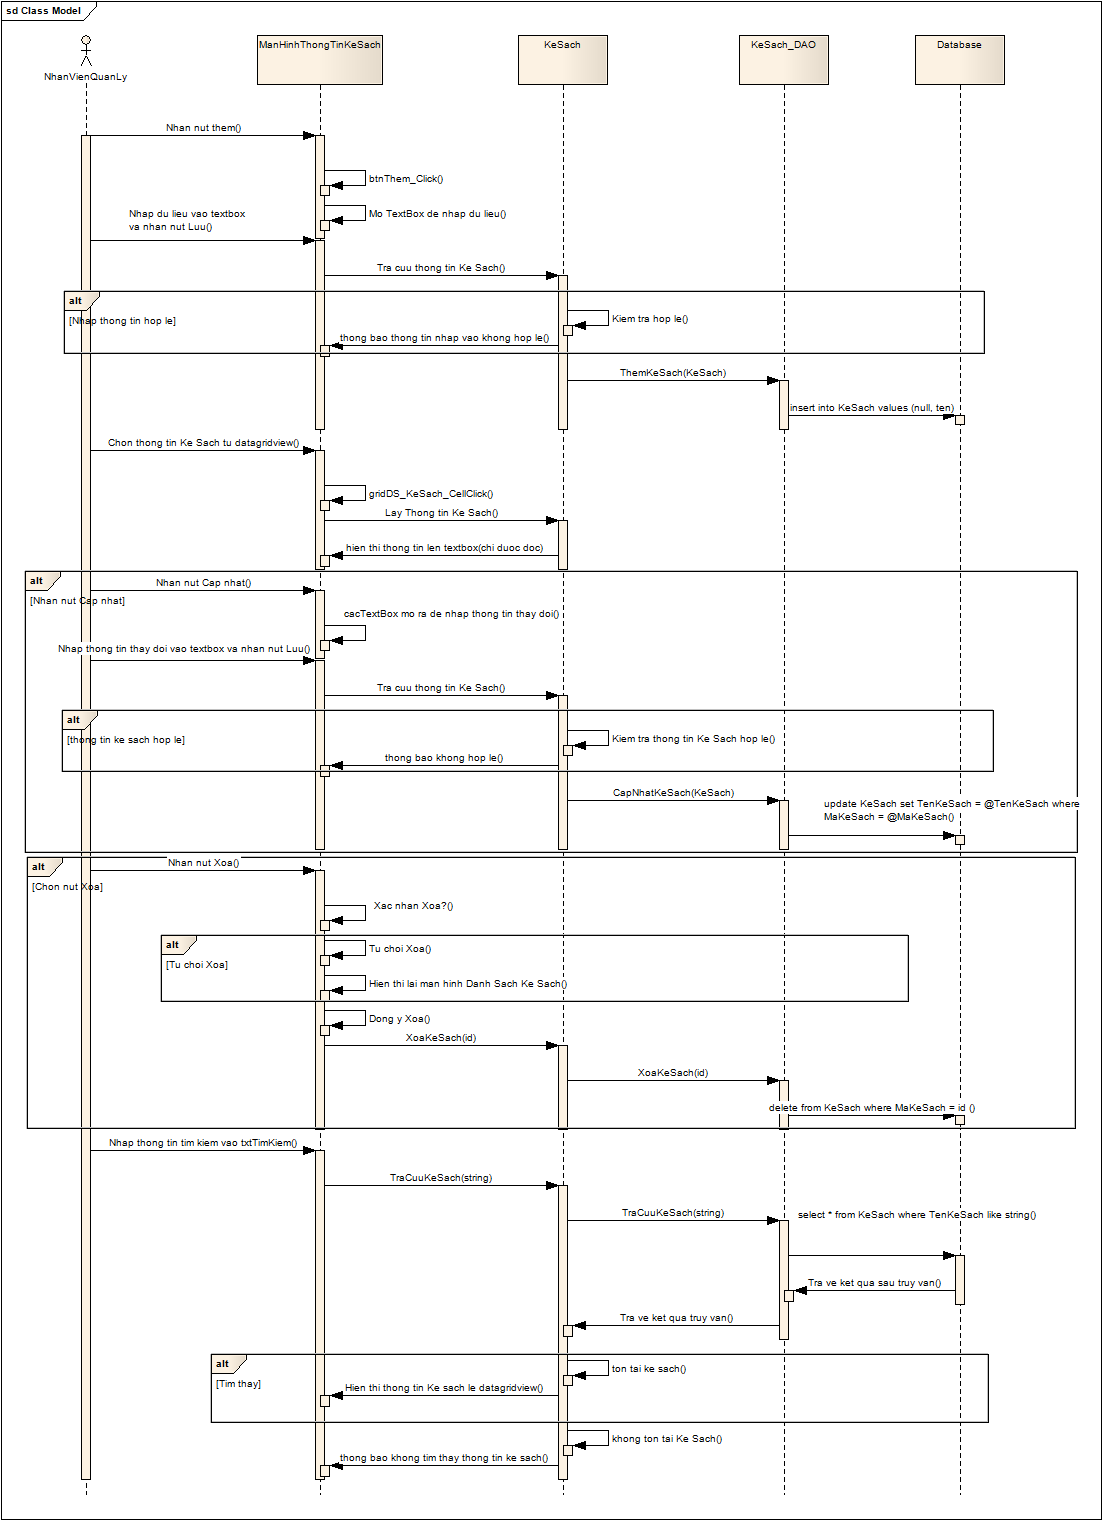 sd Class Model
NhanVienQuanLy
ManHinhThongTinKeSach
KeSach
KeSach_DAO
Database
Nhan nut them()
btnThem_Click()
Mo TextBox de nhap du lieu()
Nhap du lieu vao textbox
va nhan nut Luu()
Tra cuu thong tin Ke Sach()
alt
[Nhap thong tin hop le]
Kiem tra hop le()
thong bao thong tin nhap vao khong hop le()
ThemKeSach(KeSach)
insert into KeSach values (null, ten)
Chon thong tin Ke Sach tu datagridview()
gridDS_KeSach_CellClick()
Lay Thong tin Ke Sach()
hien thi thong tin len textbox(chi duoc doc)
alt
[Nhan nut Cap nhat]
Nhan nut Cap nhat()
cacTextBox mo ra de nhap thong tin thay doi()
Nhap thong tin thay doi vao textbox va nhan nut Luu()
Tra cuu thong tin Ke Sach()
alt
[thong tin ke sach hop le]
Kiem tra thong tin Ke Sach hop le()
thong bao khong hop le()
CapNhatKeSach(KeSach)
update KeSach set TenKeSach = @TenKeSach where
MaKeSach = @MaKeSach()
alt
[Chon nut Xoa]
Nhan nut Xoa()
Xac nhan Xoa?()
alt
[Tu choi Xoa]
Tu choi Xoa()
Hien thi lai man hinh Danh Sach Ke Sach()
Dong y Xoa()
XoaKeSach(id)
XoaKeSach(id)
delete from KeSach where MaKeSach = id ()
Nhap thong tin tim kiem vao txtTimKiem()
TraCuuKeSach(string)
TraCuuKeSach(string)
select * from KeSach where TenKeSach like string()
Tra ve ket qua sau truy van()
Tra ve ket qua truy van()
alt
[Tim thay]
ton tai ke sach()
Hien thi thong tin Ke sach le datagridview()
khong ton tai Ke Sach()
thong bao khong tim thay thong tin ke sach()